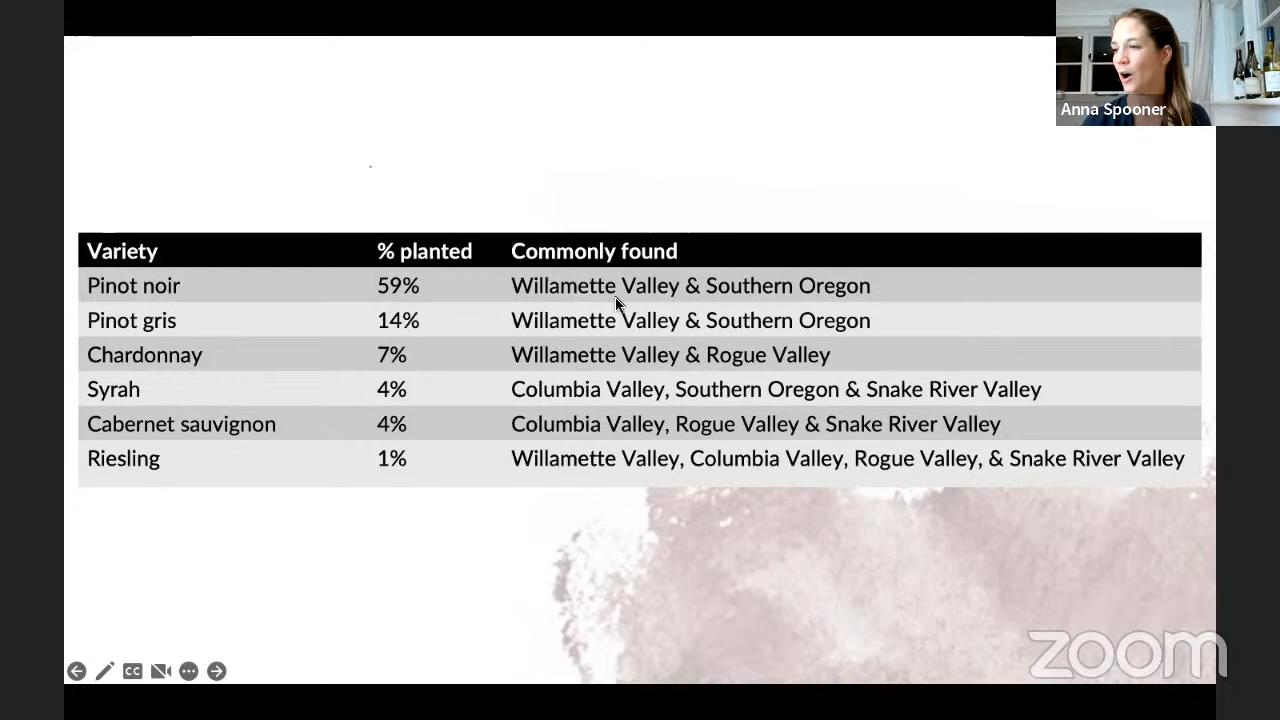 Anna Spooner
Variety % planted Commonly found
Pinot noir 59% Willamette Valley & Southern Oregon
Pinot gris 14% Willamette Valley & Southern Oregon
Chardonnay 7% Willamette Valley & Rogue Valley
Syrah 4% Columbia Valley, Southern Oregon & Snake River Valley
Cabernet sauvignon 4% Columbia Valley, Rogue Valley & Snake River Valley
Riesling 1% Willamette Valley, Columbia Valley, Rogue Valley, & Snake River Valley
CC
zoom